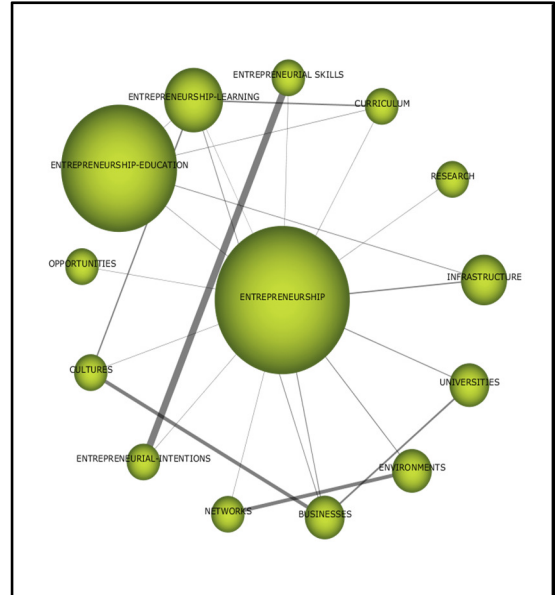 ENTREPRENEURIAL SKILLS
ENTREPRENEURSHIP-LEARNING
CURRICULUM
ENTREPRENEURSHIP-EDUCATION
RESEARCH
OPPORTUNITIES
INFRASTRUCTURE
ENTREPRENEURSHIP
CULTURES
UNIVERSITIES
ENTREPRENEURIAL-INTENTIONS
ENVIRONMENTS
NETWORKS
BUSINESSES